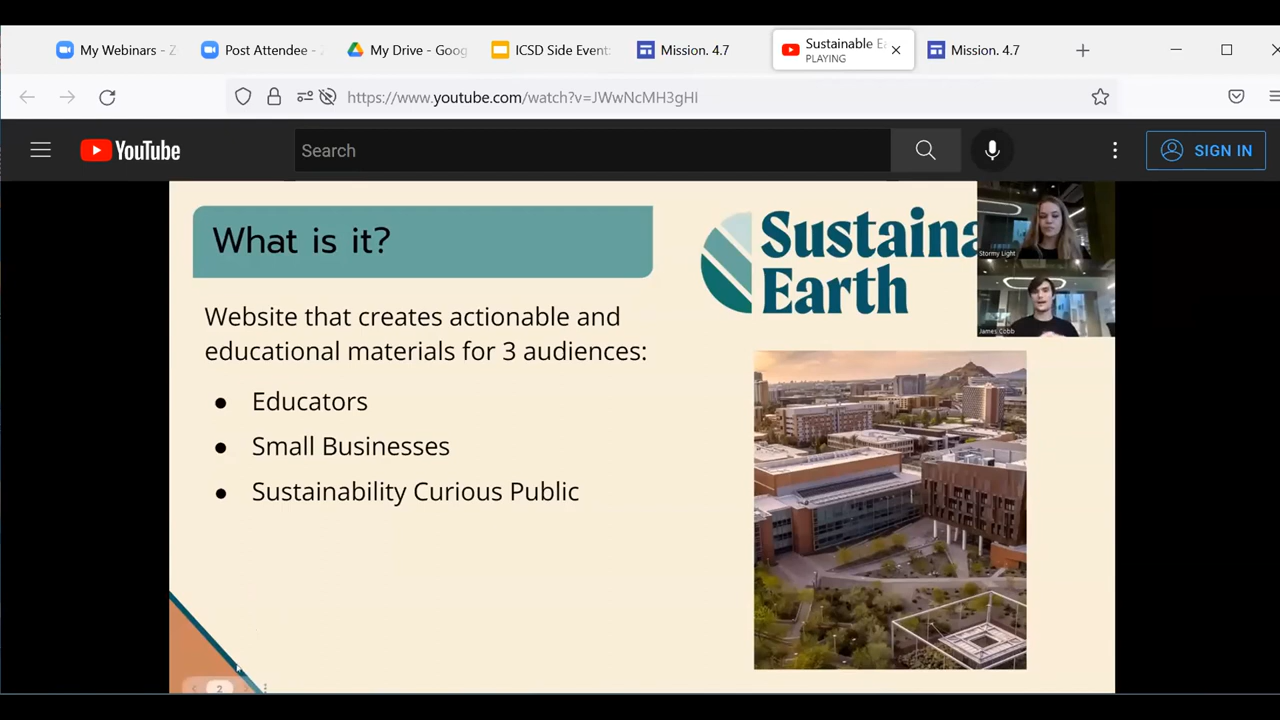 My Webinars - Z
Post Attendee -
My Drive - Goog
ICSD Side Event:
Mission. 4.7
Sustainable Ea
PLAYING
Mission. 4.7
https://www.youtube.com/watch?v=JWwNcMH3gHI
YouTube
Search
SIGN IN
What is it?
Sustaina
Earth
Stormy Light
James Cobb
Website that creates actionable and
educational materials for 3 audiences:
● Educators
● Small Businesses
● Sustainability Curious Public
2